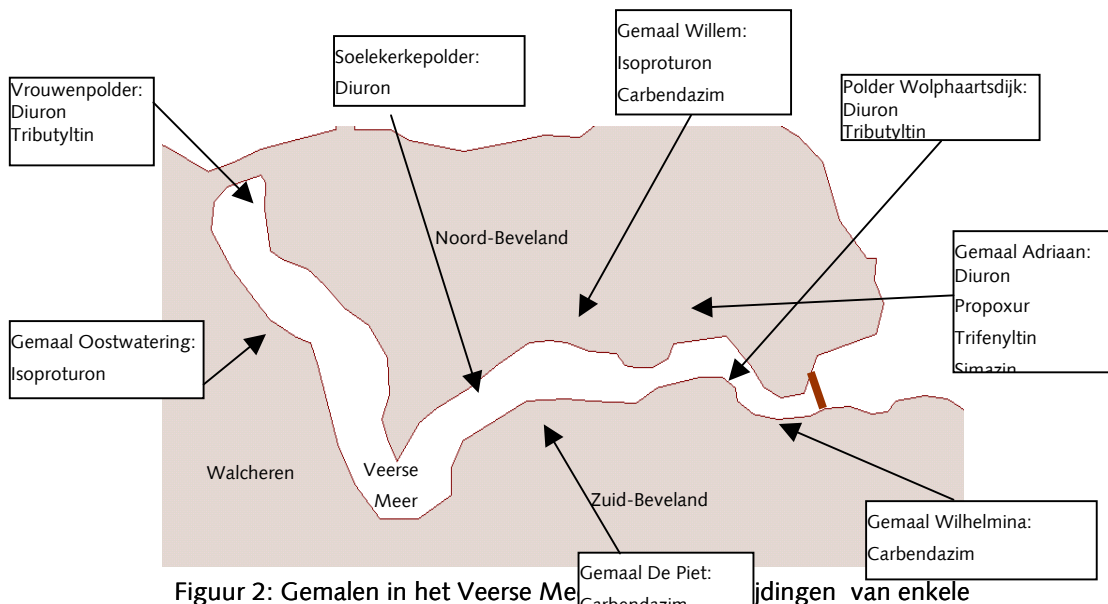 Gemaal Willem:
Isoproturon
Carbendazim
Soelekerkepolder:
Diuron
Vrouwenpolder:
Diuron
Tributyltin
Polder Wolphaartsdijk:
Diuron
Tributyltin
Noord-Beveland
Gemaal Adriaan:
Diuron
Propoxur
Trifenyltin
Simazin
Gemaal Oostwatering:
Isoproturon
Walcheren
Veerse
Meer
Zuid-Beveland
Gemaal Wilhelmina:
Carbendazim
Gemaal De Piet:
Carbendazim
Figuur 2: Gemalen in het Veerse Me jdingen van enkele